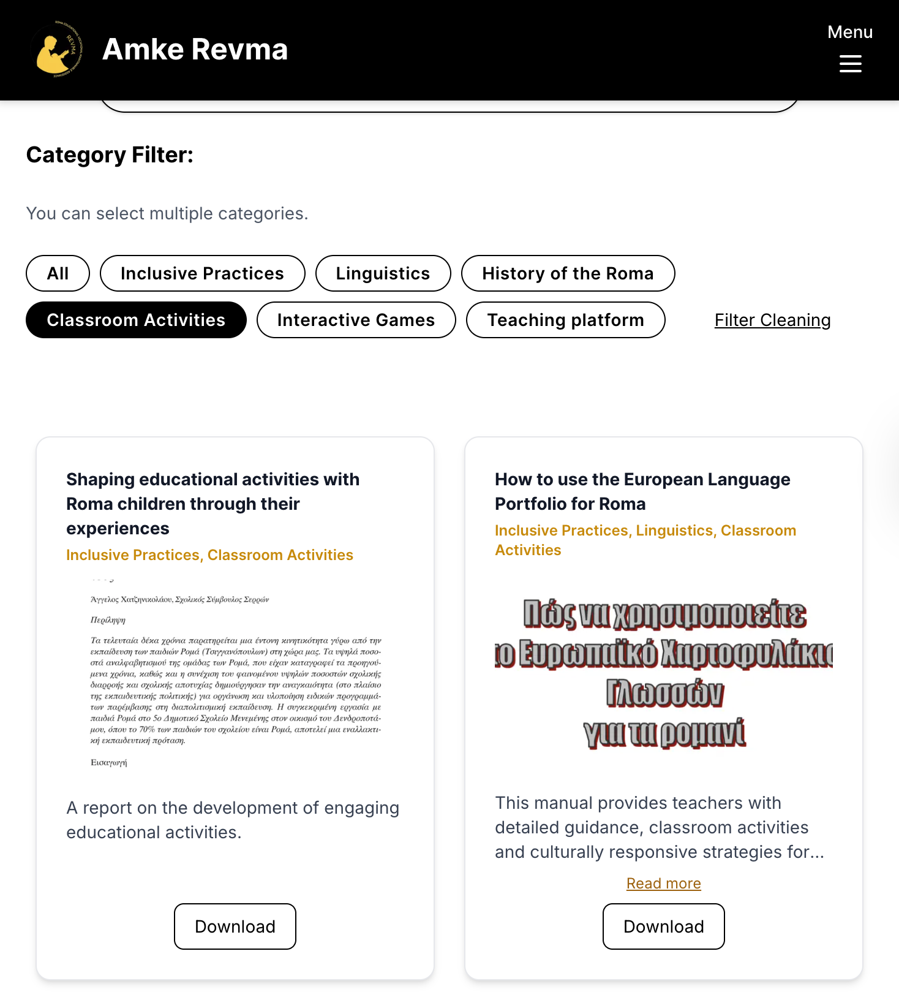 REVMA
Amke Revma
Menu
Category Filter:
You can select multiple categories.
All
Inclusive Practices
Linguistics
History of the Roma
Classroom Activities
Interactive Games
Teaching platform
Filter Cleaning
Shaping educational activities with
Roma children through their
experiences
Inclusive Practices, Classroom Activities
Άγγελος Χατζηνικολάου, Σχολικός Σύμβουλος Σερρών
Περίληψη
Τα τελευταία δέκα χρόνια παρατηρείται μια έντονη κινητικότητα γύρω από την
εκπαίδευση των παιδιών Ρομά (Τσιγγανόπουλων) στη χώρα μας. Τα υψηλά ποσο-
στά αναλφαβητισμού της ομάδας των Ρομά, που είχαν καταγραφεί τα προηγού-
μενα χρόνια, καθώς και η συνέχιση του φαινομένου υψηλών ποσοστών σχολικής
διαρροής και σχολικής αποτυχίας δημιούργησαν την αναγκαιότητα (στο πλαίσιο
της εκπαιδευτικής πολιτικής) για οργάνωση και υλοποίηση ειδικών προγραμμά-
των παρέμβασης στη διαπολιτισμική εκπαίδευση. Η συγκεκριμένη εργασία με
παιδιά Ρομά στο 5ο Δημοτικό Σχολείο Μενεμένης στον οικισμό του Δενδροποτά-
μου, όπου το 70% των παιδιών του σχολείου είναι Ρομά, αποτελεί μια εναλλακτι-
κή εκπαιδευτική πρόταση.
Εισαγωγή
A report on the development of engaging
educational activities.
Download
How to use the European Language
Portfolio for Roma
Inclusive Practices, Linguistics, Classroom
Activities
Πώς να χρησιμοποιείτε
το Ευρωπαϊκό Χαρτοφυλάκιο
Γλωσσών
για τα ρομανί
This manual provides teachers with
detailed guidance, classroom activities
and culturally responsive strategies for...
Read more
Download